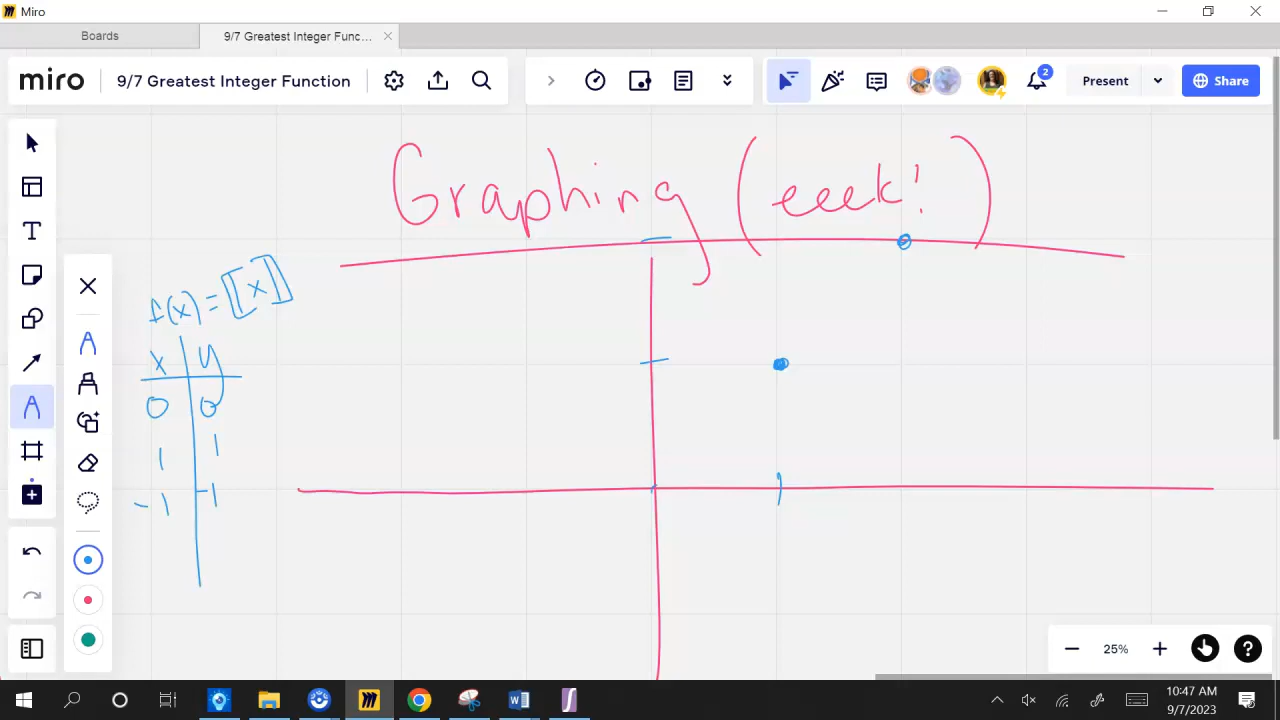 Miro
Boards
9/7 Greatest Integer Func...
miro
9/7 Greatest Integer Function
2
Present
Share
Graphing (eeek!)
f(x) = [[x]]
x y
0 0
1 1
-1 -1
25%
10:47 AM
9/7/2023